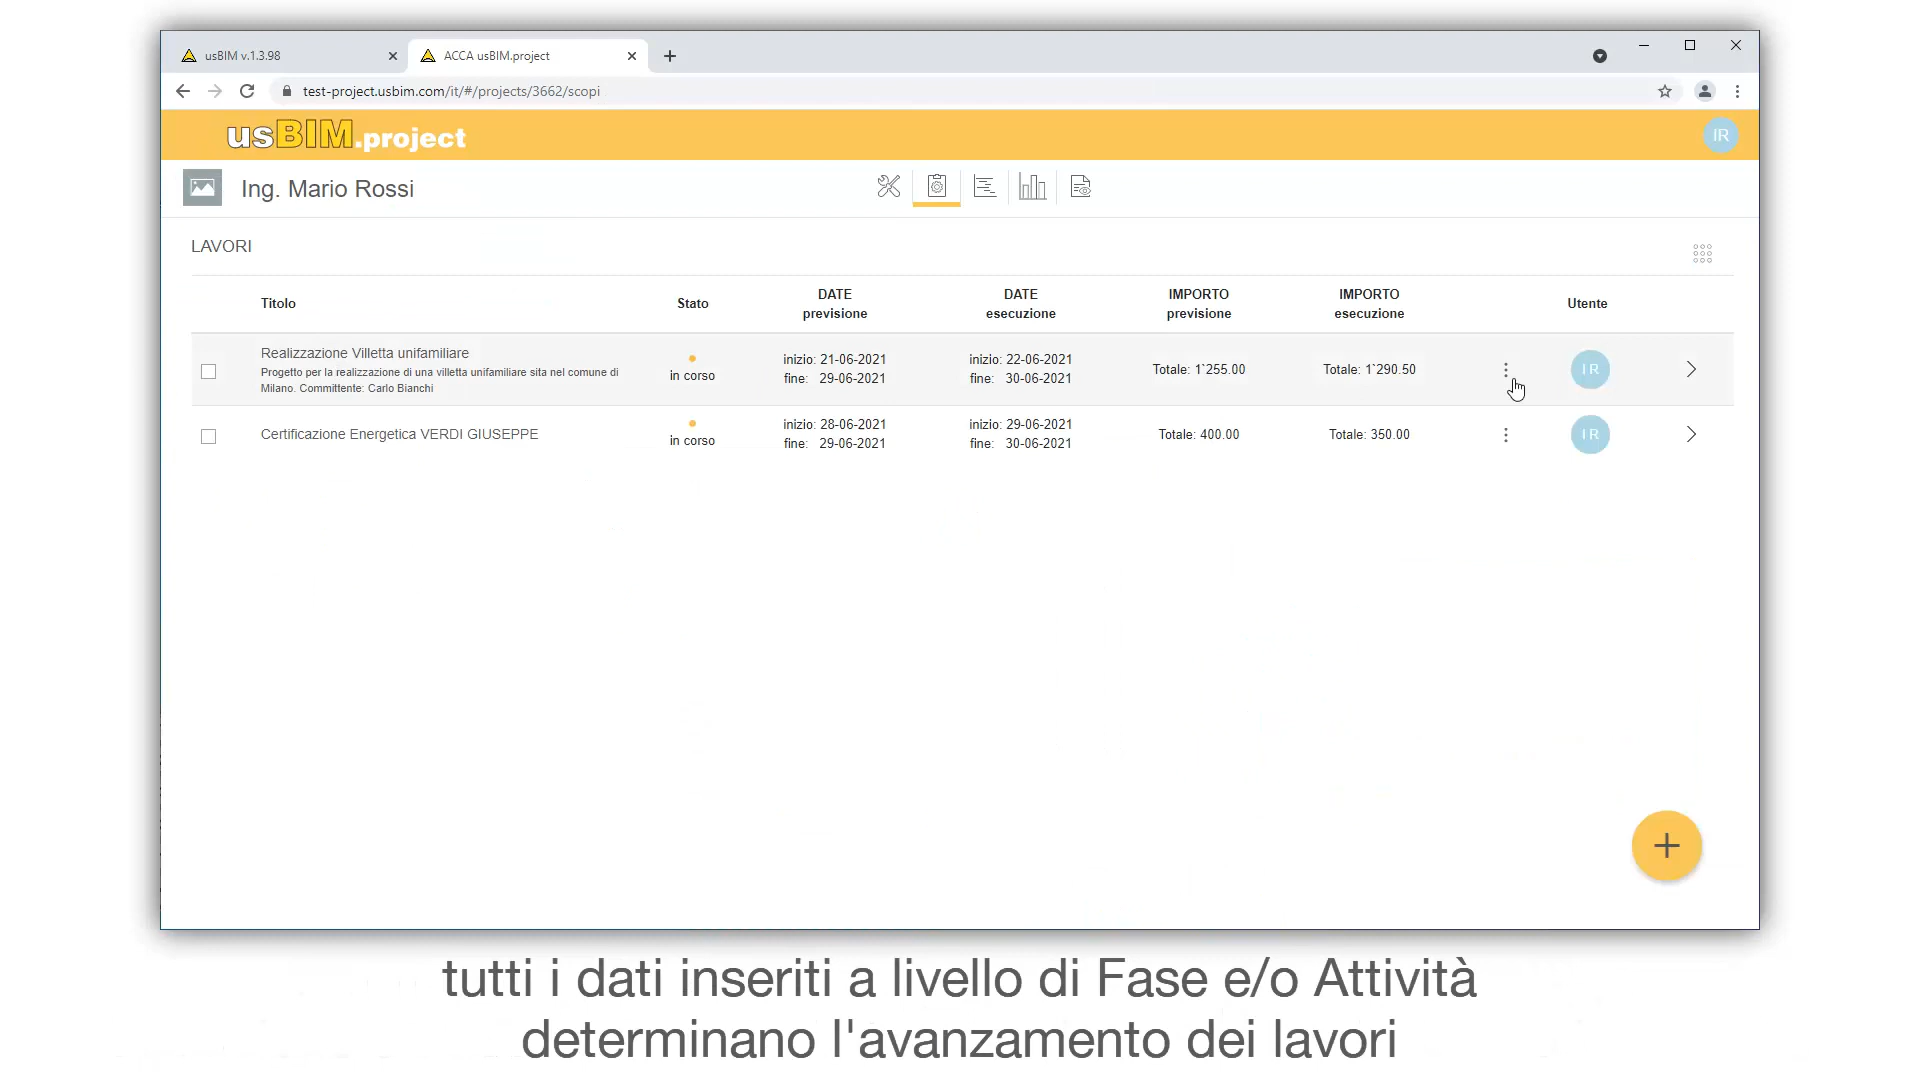 usBIM v.1.3.98
ACCA usBIM.project
test-project.usbim.com/it/#/projects/3662/scopi
usBIM.project
IR
Ing. Mario Rossi
LAVORI
Titolo
Stato
DATE
previsione
DATE
esecuzione
IMPORTO
previsione
IMPORTO
esecuzione
Utente
Realizzazione Villetta unifamiliare
Progetto per la realizzazione di una villetta unifamiliare sita nel comune di
Milano. Committente: Carlo Bianchi
in corso
inizio: 21-06-2021
fine: 29-06-2021
inizio: 22-06-2021
fine: 30-06-2021
Totale: 1`255.00
Totale: 1`290.50
IR
Certificazione Energetica VERDI GIUSEPPE
in corso
inizio: 28-06-2021
fine: 29-06-2021
inizio: 29-06-2021
fine: 30-06-2021
Totale: 400.00
Totale: 350.00
IR
tutti i dati inseriti a livello di Fase e/o Attività
determinano l'avanzamento dei lavori